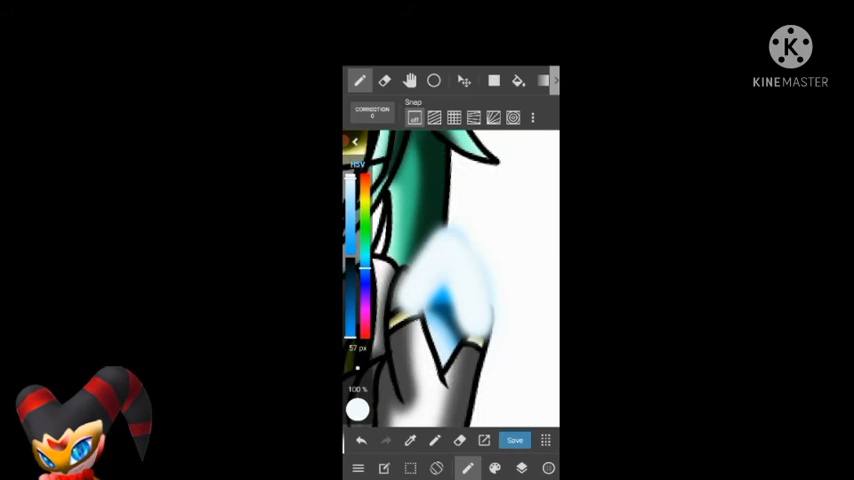 K
KINEMASTER
CORRECTION
0
Snap
off
HSV
57 px
100 %
Save